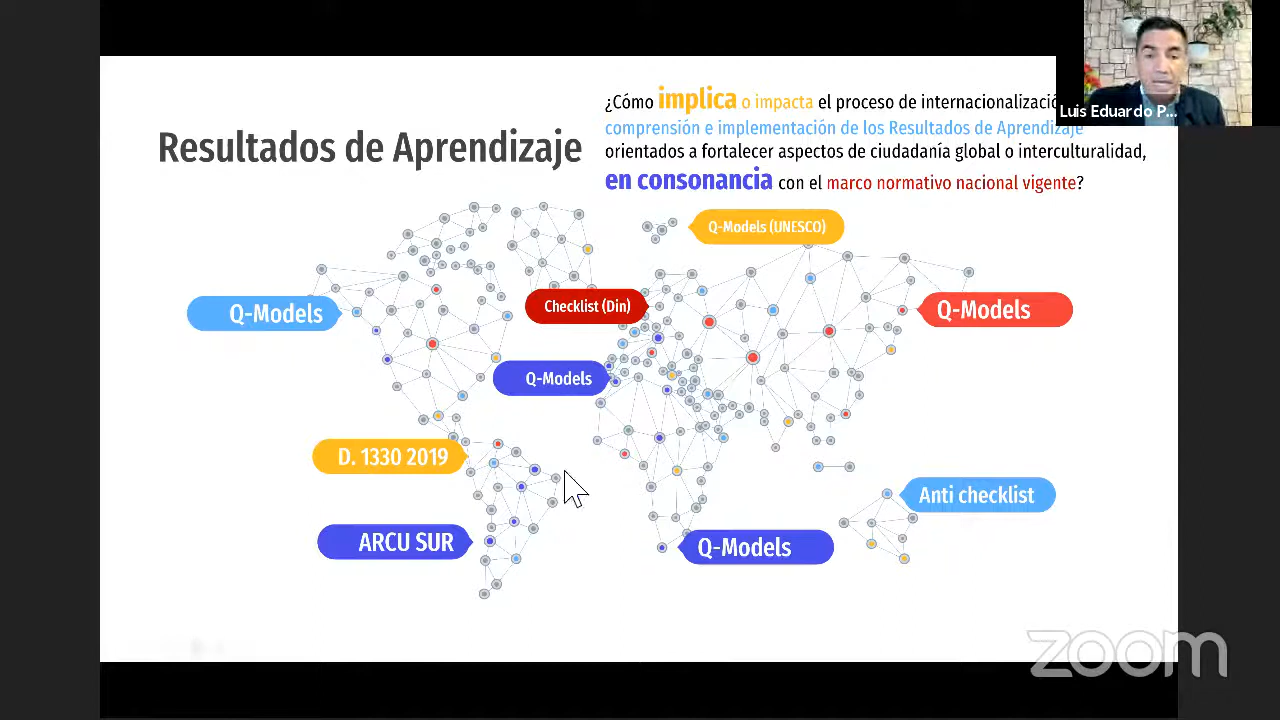 Resultados de Aprendizaje
¿Cómo implica o impacta el proceso de
comprensión e implementación de los Resultados de Aprendizaje
orientados a fortalecer aspectos de ciudadanía global o interculturalidad,
en consonancia con el marco normativo nacional vigente?
Luis Eduardo P...
Q-Models (UNESCO)
Q-Models
Checklist (Din)
Q-Models
Q-Models
D. 1330 2019
Anti checklist
ARCU SUR
Q-Models
zoom